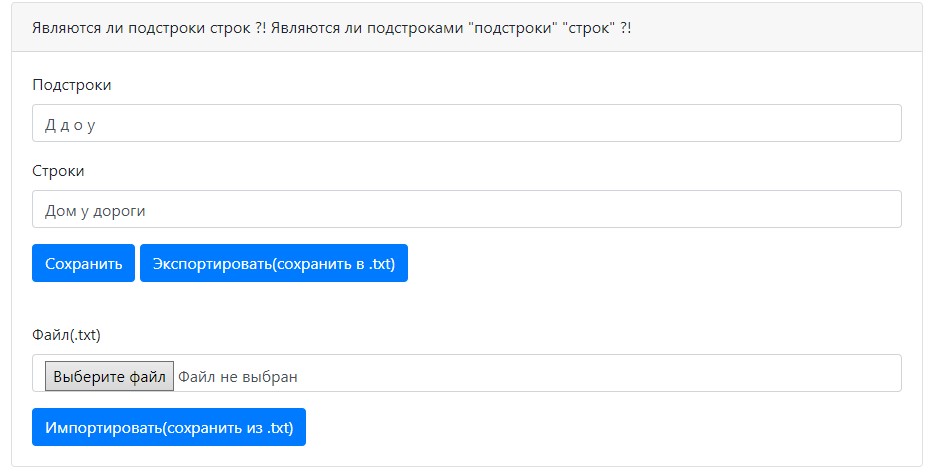 Являются ли подстроки строк ?! Являются ли подстроками "подстроки" "строк" ?!
Подстроки
Д д о у
Строки
Дом у дороги
Сохранить Экспортировать(сохранить в .txt)
Файл(.txt)
Выберите файл Файл не выбран
Импортировать(сохранить из .txt)